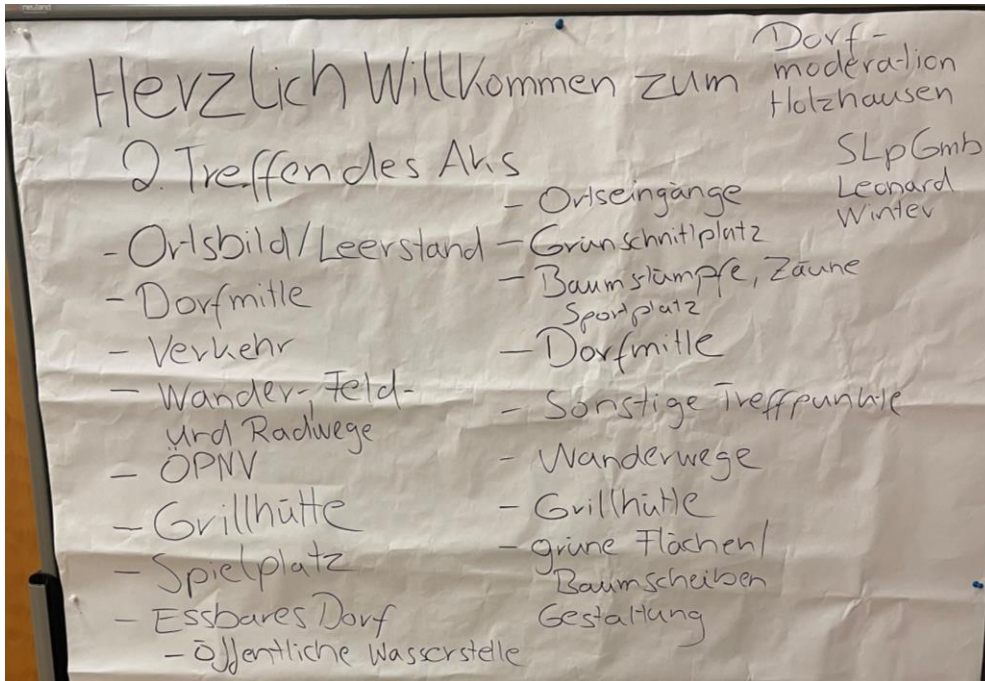 neuland
Herzlich Willkommen zum
2. Treffen des AKs
Dorf-
moderation
Holzhausen
SLpGmb
Leonard
Winter
- Ortsbild/Leerstand
- Dorfmitte
- Verkehr
- Wander-, Feld-
und Radwege
- ÖPNV
- Grillhütte
- Spielplatz
- Essbares Dorf
- Öffentliche Wasserstelle
- Ortseingänge
- Grünschnittplatz
- Baumstümpfe, Zäune
Sportplatz
- Dorfmitte
- Sonstige Treffpunkte
- Wanderwege
- Grillhütte
- grüne Flächen/
Baumscheiben
Gestaltung